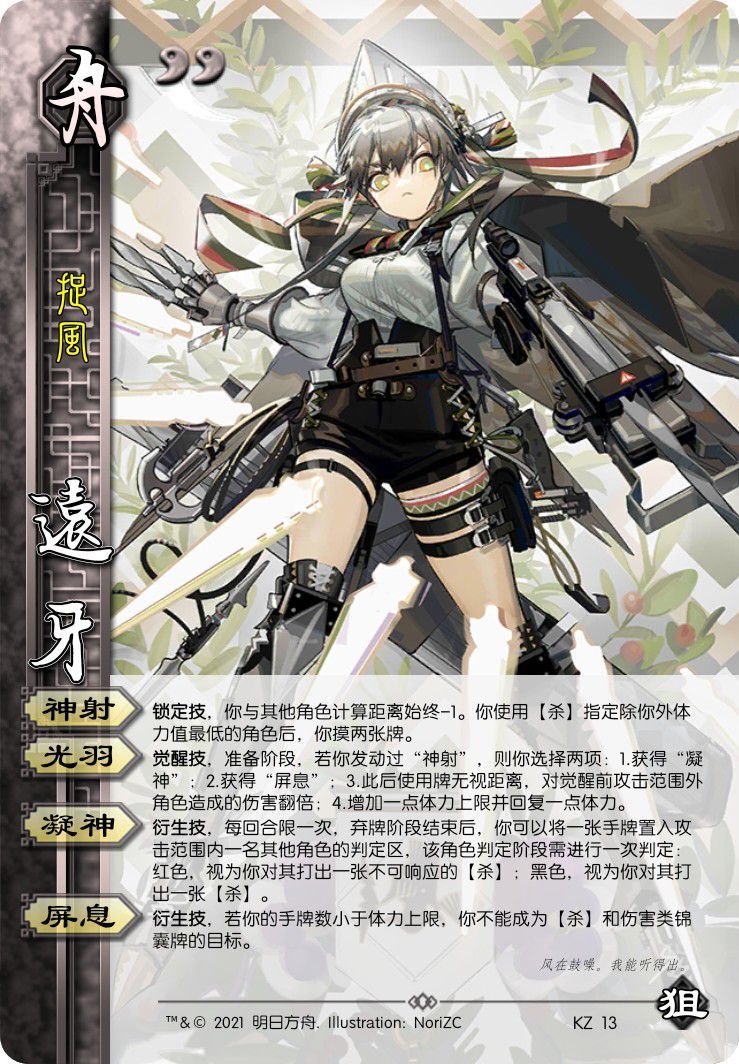 舟
捉風
遠牙
神射
锁定技，你与其他角色计算距离始终-1。你使用【杀】指定除你外体
力值最低的角色后，你摸两张牌。
光羽
觉醒技，准备阶段，若你发动过“神射”，则你选择两项：1.获得“凝
神”；2.获得“屏息”；3.此后使用牌无视距离，对觉醒前攻击范围外
角色造成的伤害翻倍；4.增加一点体力上限并回复一点体力。
凝神
衍生技，每回合限一次，弃牌阶段结束后，你可以将一张手牌置入攻
击范围内一名其他角色的判定区，该角色判定阶段需进行一次判定：
红色，视为你对其打出一张不可响应的【杀】；黑色，视为你对其打
出一张【杀】。
屏息
衍生技，若你的手牌数小于体力上限，你不能成为【杀】和伤害类锦
囊牌的目标。
风在鼓噪。我能听得出。
狙
™&© 2021 明日方舟. Illustration: NoriZC
KZ 13